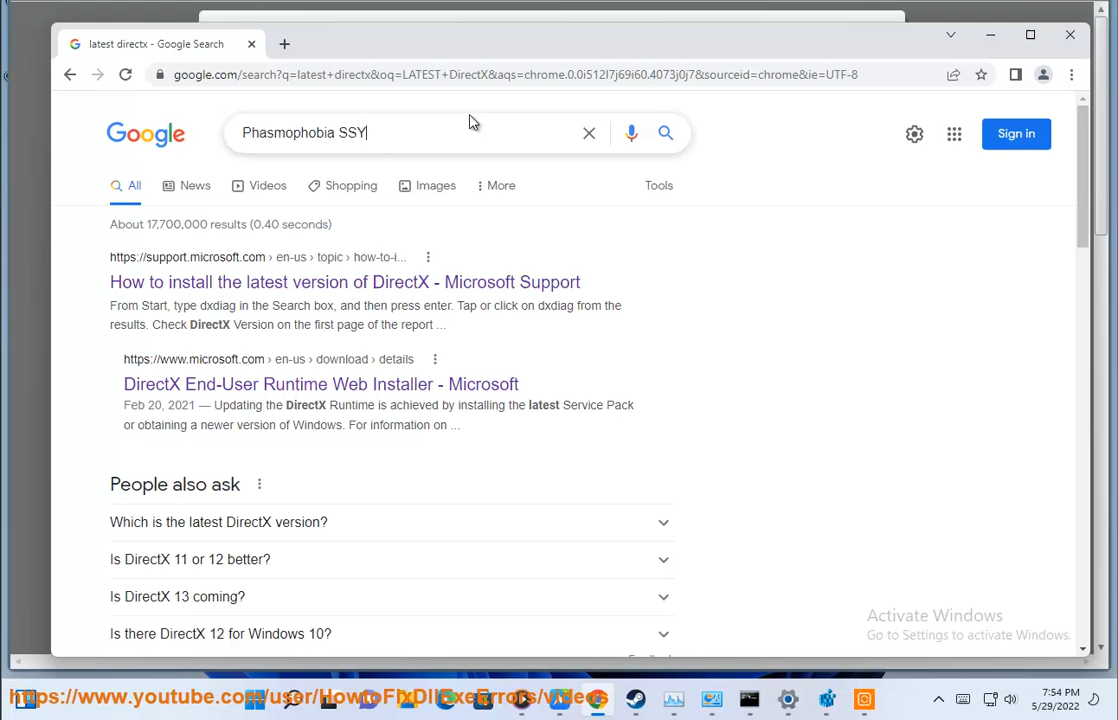 latest directx - Google Search
google.com/search?q=latest+directx&oq=LATEST+DirectX&aqs=chrome.0.0i512l7j69i60.4073j0j7&sourceid=chrome&ie=UTF-8
Google
Phasmophobia SSY
Sign in
All
News
Videos
Shopping
Images
More
Tools
About 17,700,000 results (0.40 seconds)
https://support.microsoft.com › en-us › topic › how-to-i...
How to install the latest version of DirectX - Microsoft Support
From Start, type dxdiag in the Search box, and then press enter. Tap or click on dxdiag from the
results. Check DirectX Version on the first page of the report ...
https://www.microsoft.com › en-us › download › details
DirectX End-User Runtime Web Installer - Microsoft
Feb 20, 2021 — Updating the DirectX Runtime is achieved by installing the latest Service Pack
or obtaining a newer version of Windows. For information on ...
People also ask
Which is the latest DirectX version?
Is DirectX 11 or 12 better?
Is DirectX 13 coming?
Is there DirectX 12 for Windows 10?
Activate Windows
Go to Settings to activate Windows.
https://www.youtube.com/user/HowtoFixDllExeErrors/videos
7:54 PM
5/29/2022